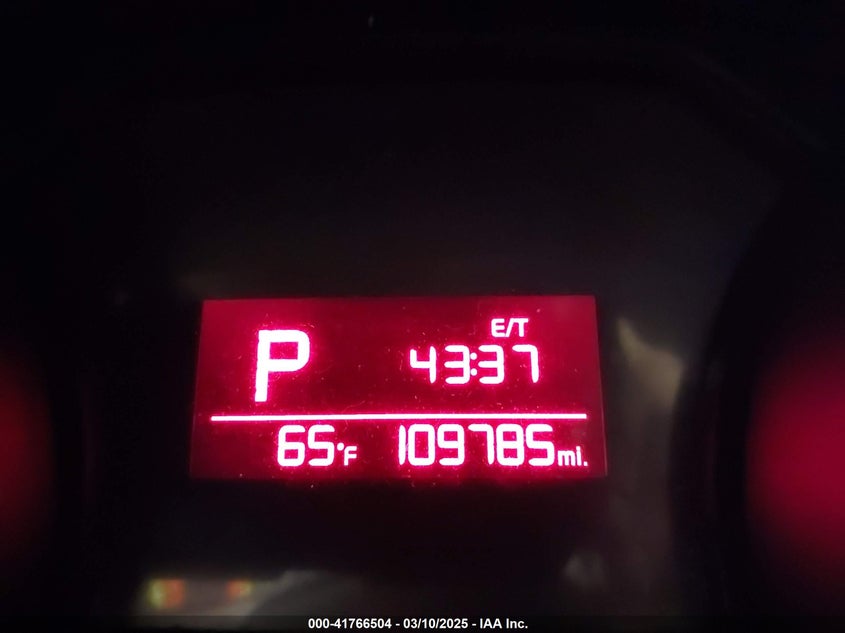 E/T
P 43:37
65°F 109785mi.
000-41766504 - 03/10/2025 - IAA Inc.